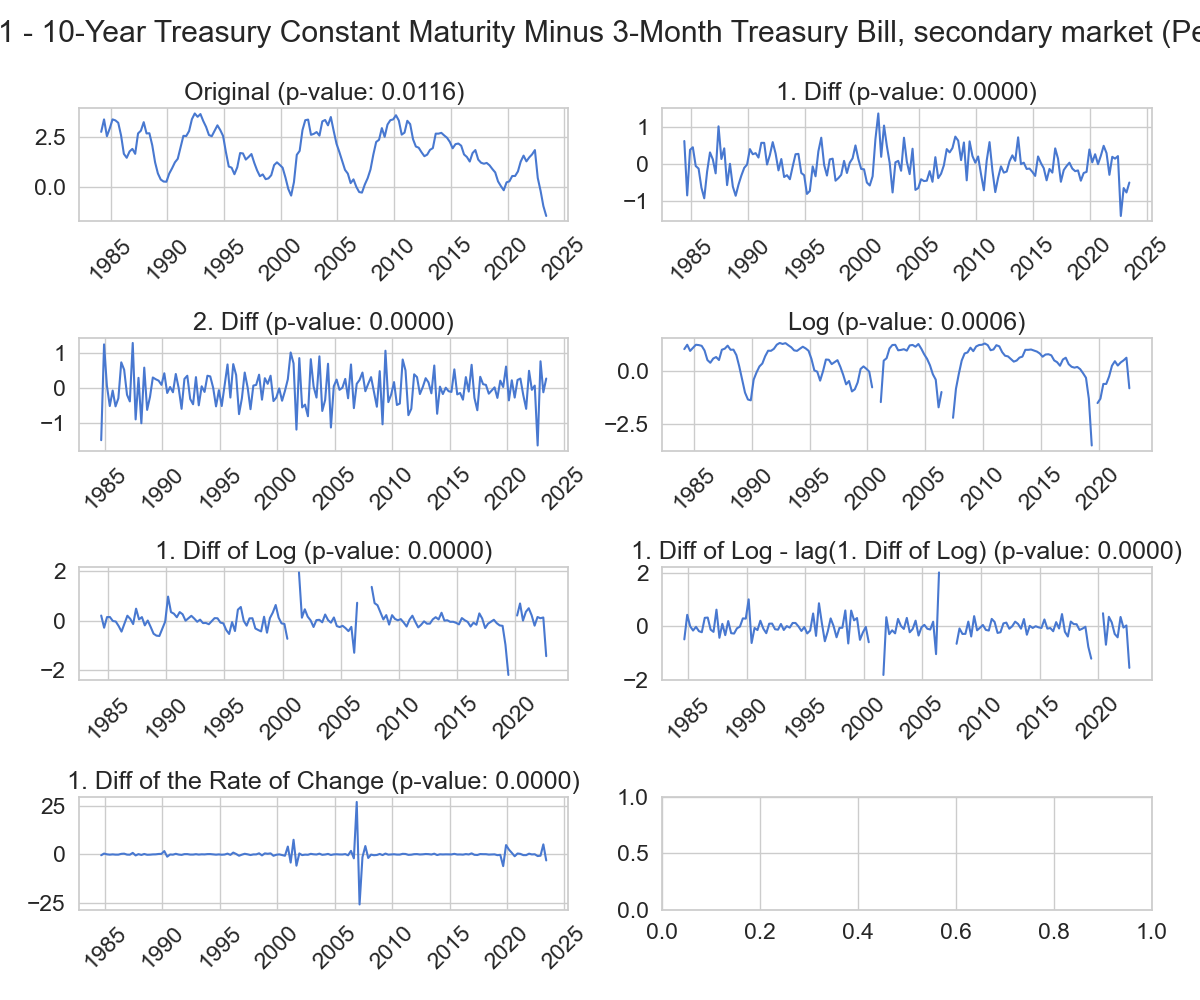 1 - 10-Year Treasury Constant Maturity Minus 3-Month Treasury Bill, secondary market (Pe
Original (p-value: 0.0116)
2.5
0.0
1985 1990 1995 2000 2005 2010 2015 2020 2025
1. Diff (p-value: 0.0000)
1
0
−1
1985 1990 1995 2000 2005 2010 2015 2020 2025
2. Diff (p-value: 0.0000)
1
0
−1
1985 1990 1995 2000 2005 2010 2015 2020 2025
Log (p-value: 0.0006)
0.0
−2.5
1985 1990 1995 2000 2005 2010 2015 2020
1. Diff of Log (p-value: 0.0000)
2
0
−2
1985 1990 1995 2000 2005 2010 2015 2020
1. Diff of Log - lag(1. Diff of Log) (p-value: 0.0000)
2
0
−2
1985 1990 1995 2000 2005 2010 2015 2020
1. Diff of the Rate of Change (p-value: 0.0000)
25
0
−25
1985 1990 1995 2000 2005 2010 2015 2020 2025
1.0
0.5
0.0
0.0 0.2 0.4 0.6 0.8 1.0